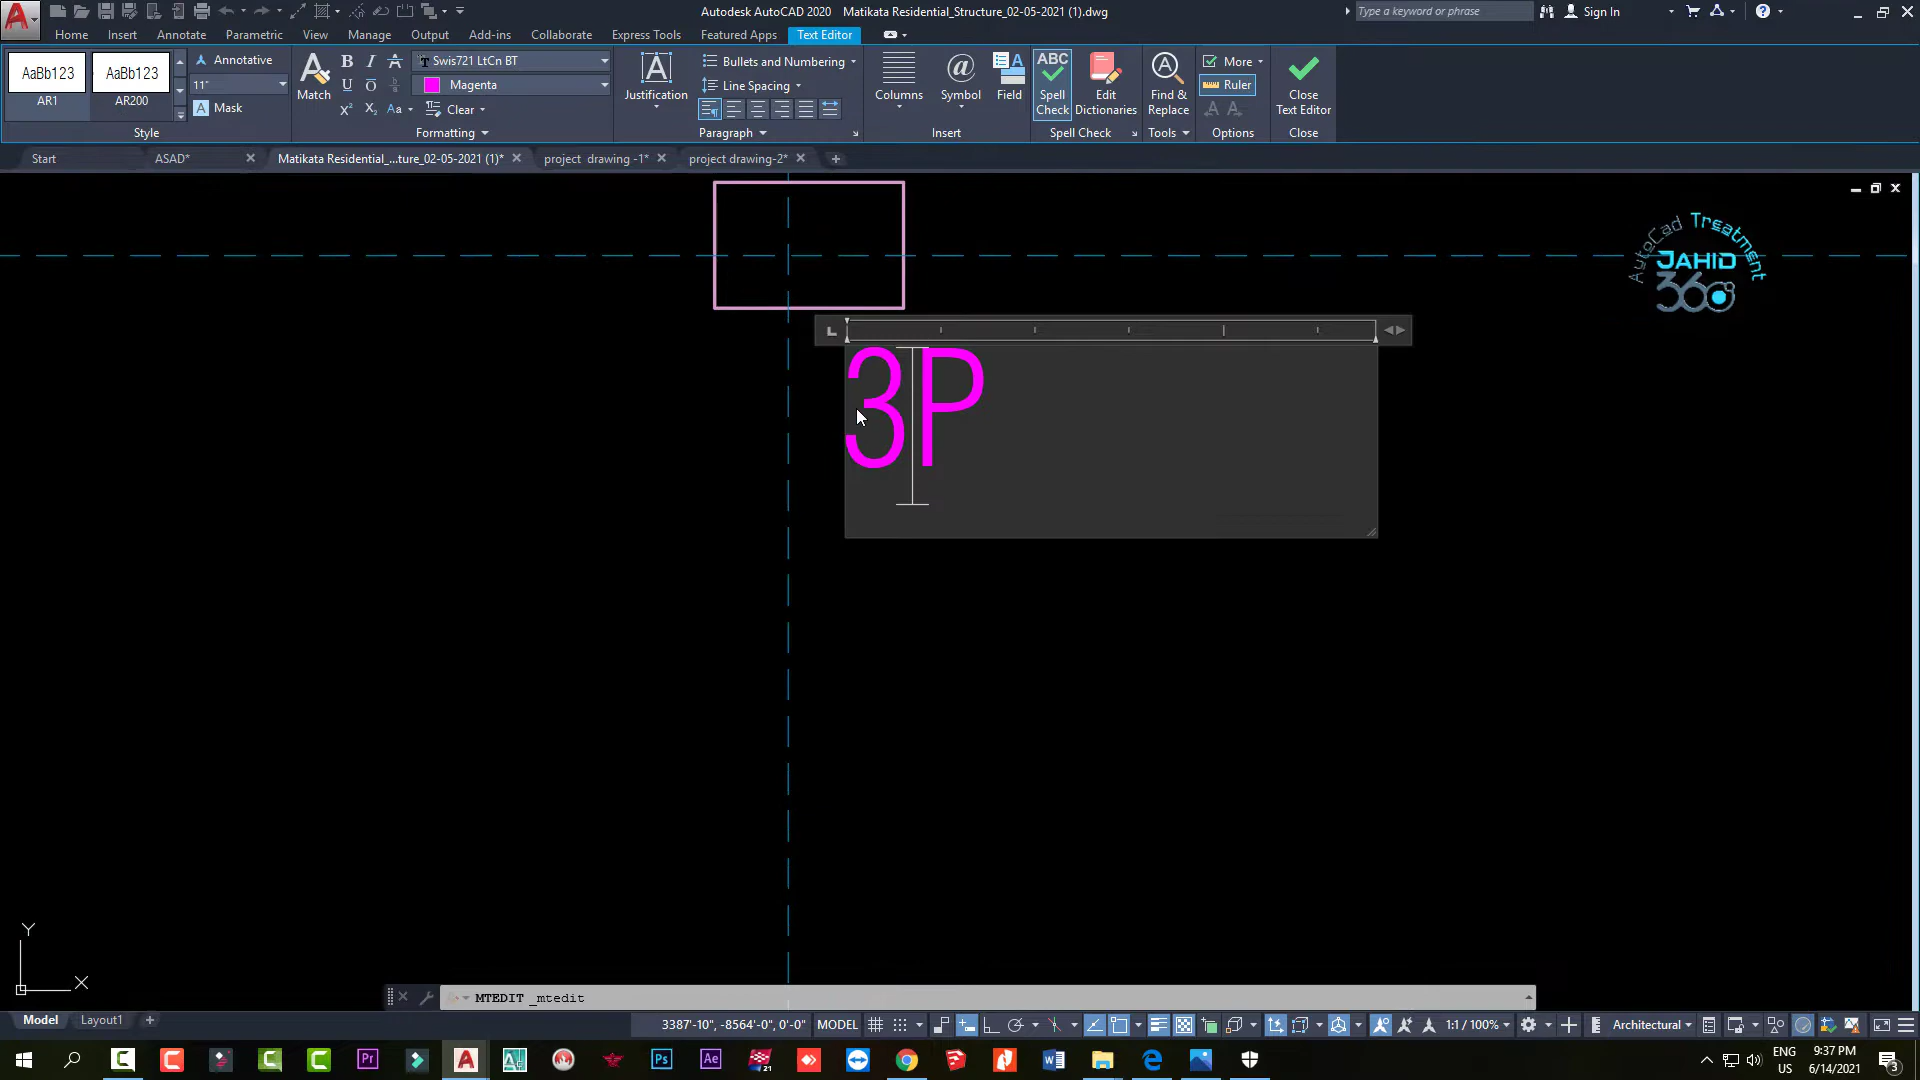 Autodesk AutoCAD 2020 Matikata Residential_Structure_02-05-2021 (1).dwg
Type a keyword or phrase
Sign In
Home Insert Annotate Parametric View Manage Output Add-ins Collaborate Express Tools Featured Apps Text Editor
AaBb123
AR1
AaBb123
AR200
Annotative
11"
Mask
Style
Match
Swis721 LtCn BT
Magenta
Clear
Formatting
Justification
Bullets and Numbering
Line Spacing
Paragraph
Columns
Symbol
Field
Insert
ABC
Spell
Check
Edit
Dictionaries
Spell Check
Find &
Replace
Tools
More
Ruler
Options
Close
Text Editor
Close
Start
ASAD*
Matikata Residential_...ture_02-05-2021 (1)*
project drawing -1*
project drawing-2*
AutoCad Treatment
JAHID
360
3P
Y
X
MTEDIT _mtedit
Model Layout1
3387'-10", -8564'-0", 0'-0" MODEL
1:1 / 100%
Architectural
ENG
US
9:37 PM
6/14/2021
3